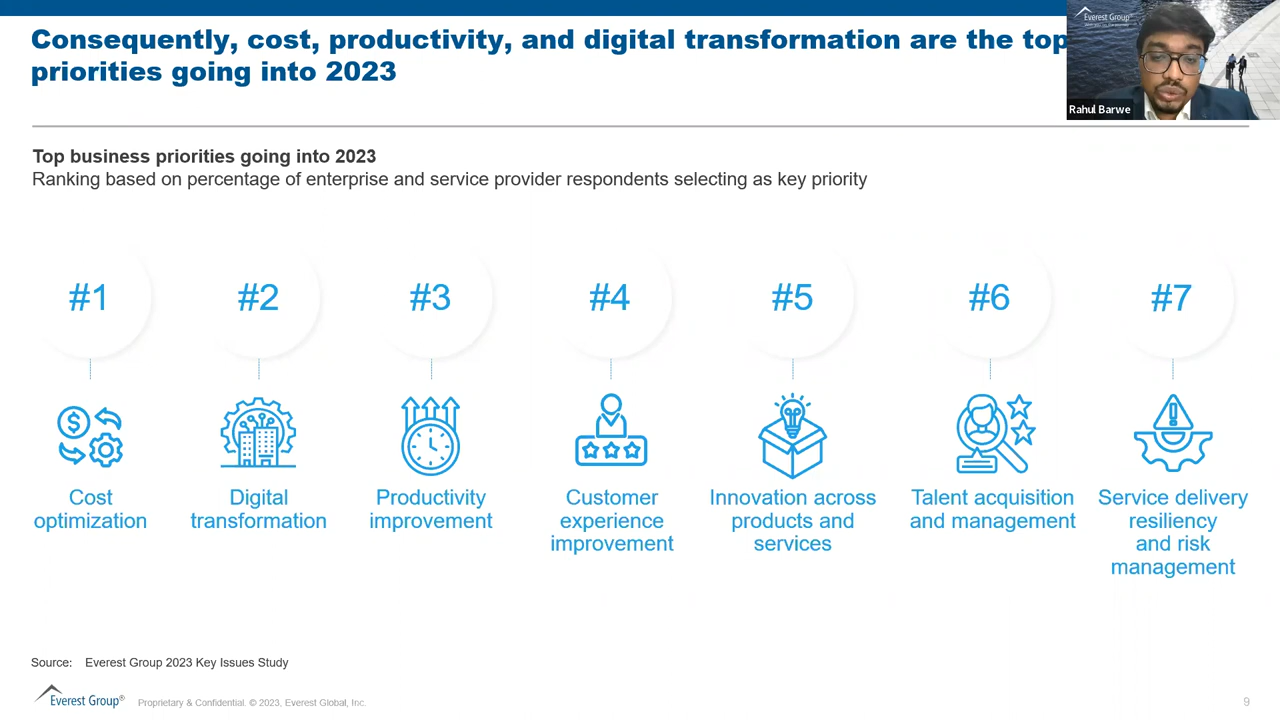 Consequently, cost, productivity, and digital transformation are the top
priorities going into 2023
Everest Group
Rahul Barwe
Top business priorities going into 2023
Ranking based on percentage of enterprise and service provider respondents selecting as key priority
#1
#2
#3
#4
#5
#6
#7
Cost
optimization
Digital
transformation
Productivity
improvement
Customer
experience
improvement
Innovation across
products and
services
Talent acquisition
and management
Service delivery
resiliency
and risk
management
Source: Everest Group 2023 Key Issues Study
Everest Group®
Proprietary & Confidential. © 2023, Everest Global, Inc.
9